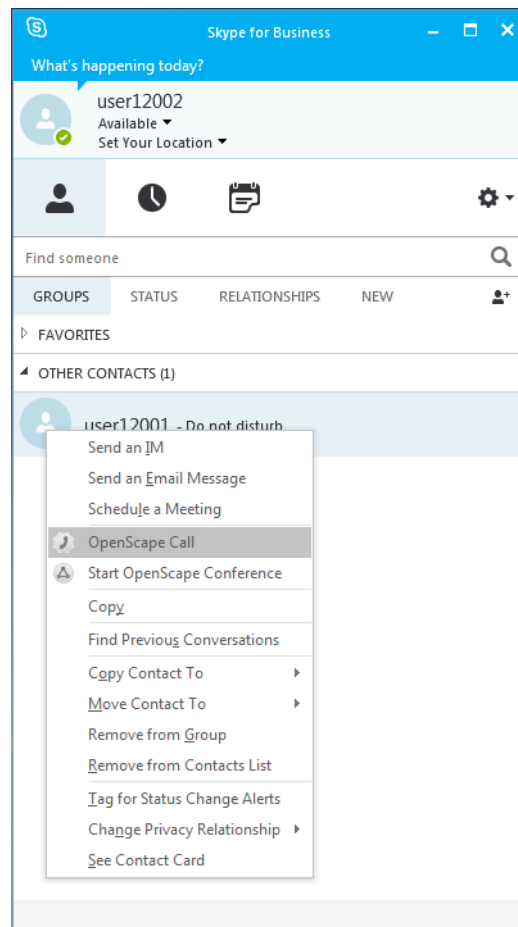 Skype for Business
What's happening today?
user12002
Available
Set Your Location
Find someone
GROUPS STATUS RELATIONSHIPS NEW
FAVORITES
OTHER CONTACTS (1)
user12001 - Do not disturb
Send an IM
Send an Email Message
Schedule a Meeting
OpenScape Call
Start OpenScape Conference
Copy
Find Previous Conversations
Copy Contact To
Move Contact To
Remove from Group
Remove from Contacts List
Tag for Status Change Alerts
Change Privacy Relationship
See Contact Card